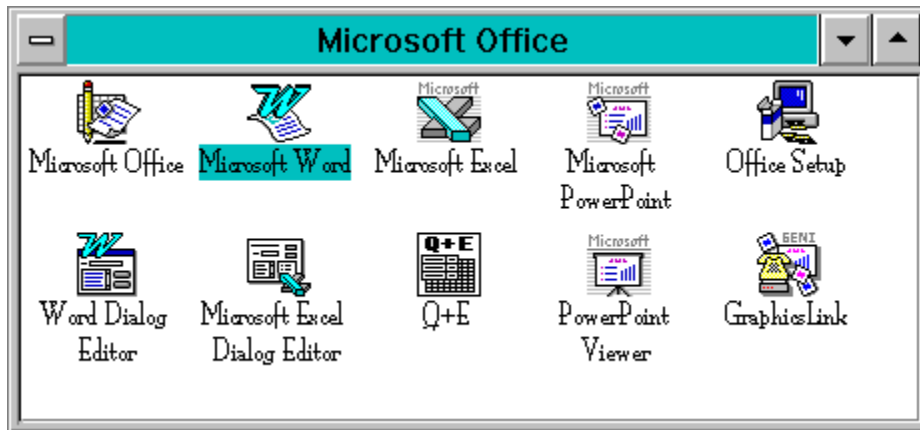 Microsoft Office
Microsoft
Microsoft
Microsoft Office
Microsoft Word
Microsoft Excel
Microsoft
PowerPoint
Office Setup
Q+E
Microsoft
GENI
Word Dialog
Editor
Microsoft Excel
Dialog Editor
Q+E
PowerPoint
Viewer
GraphicsLink